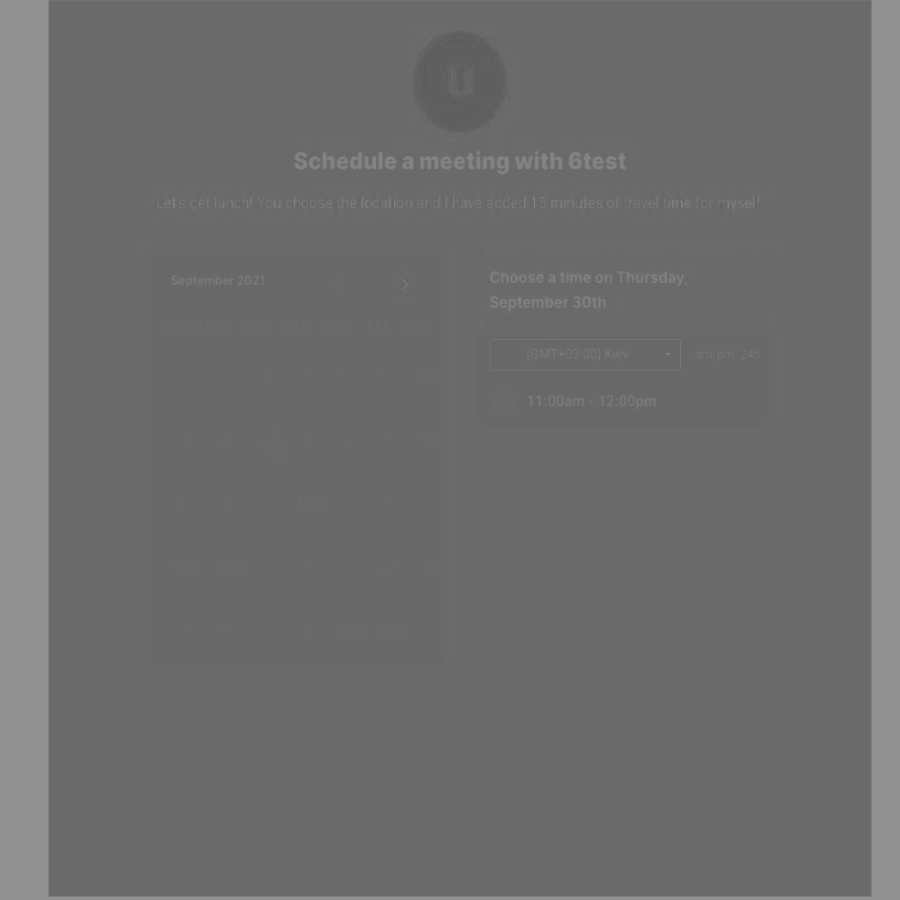 U
Schedule a meeting with 6test
Let's get lunch! You choose the location and I have added 15 minutes of travel time for myself.
September 2021
Choose a time on Thursday,
September 30th
(GMT+03:00) Kiev
am/pm 24h
11:00am - 12:00pm